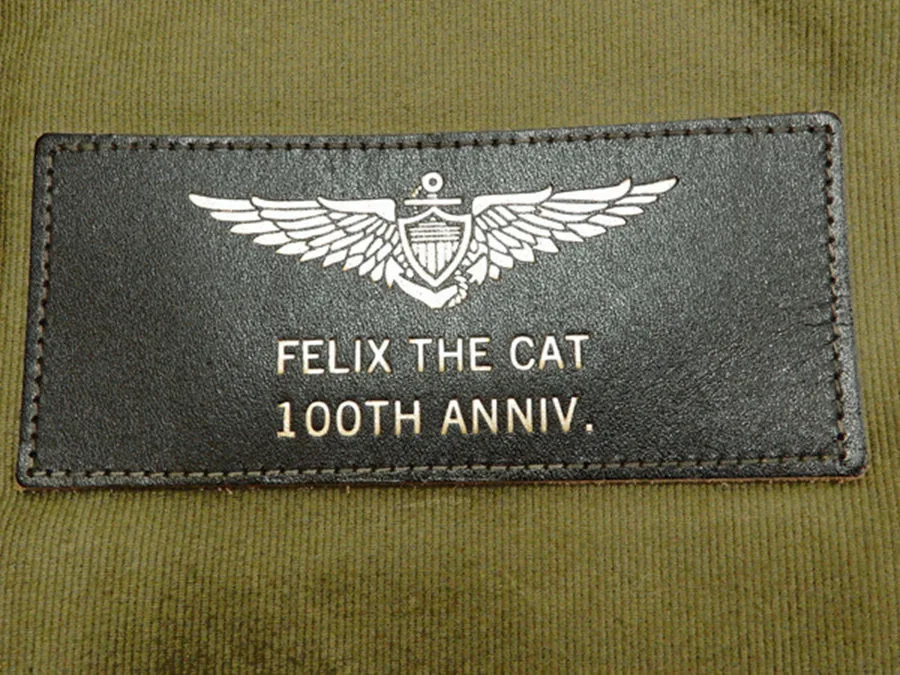 FELIX THE CAT
100TH ANNIV.